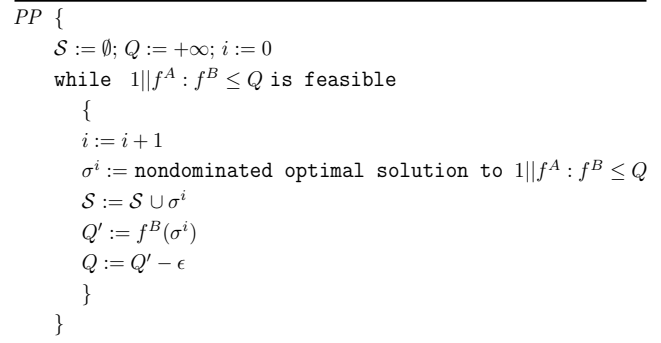 PP {
𝒮 := ∅; Q := +∞; i := 0
while 1||f^A : f^B ≤ Q is feasible
{
i := i + 1
σ^i := nondominated optimal solution to 1||f^A : f^B ≤ Q
𝒮 := 𝒮 ∪ σ^i
Q′ := f^B(σ^i)
Q := Q′ − ϵ
}
}